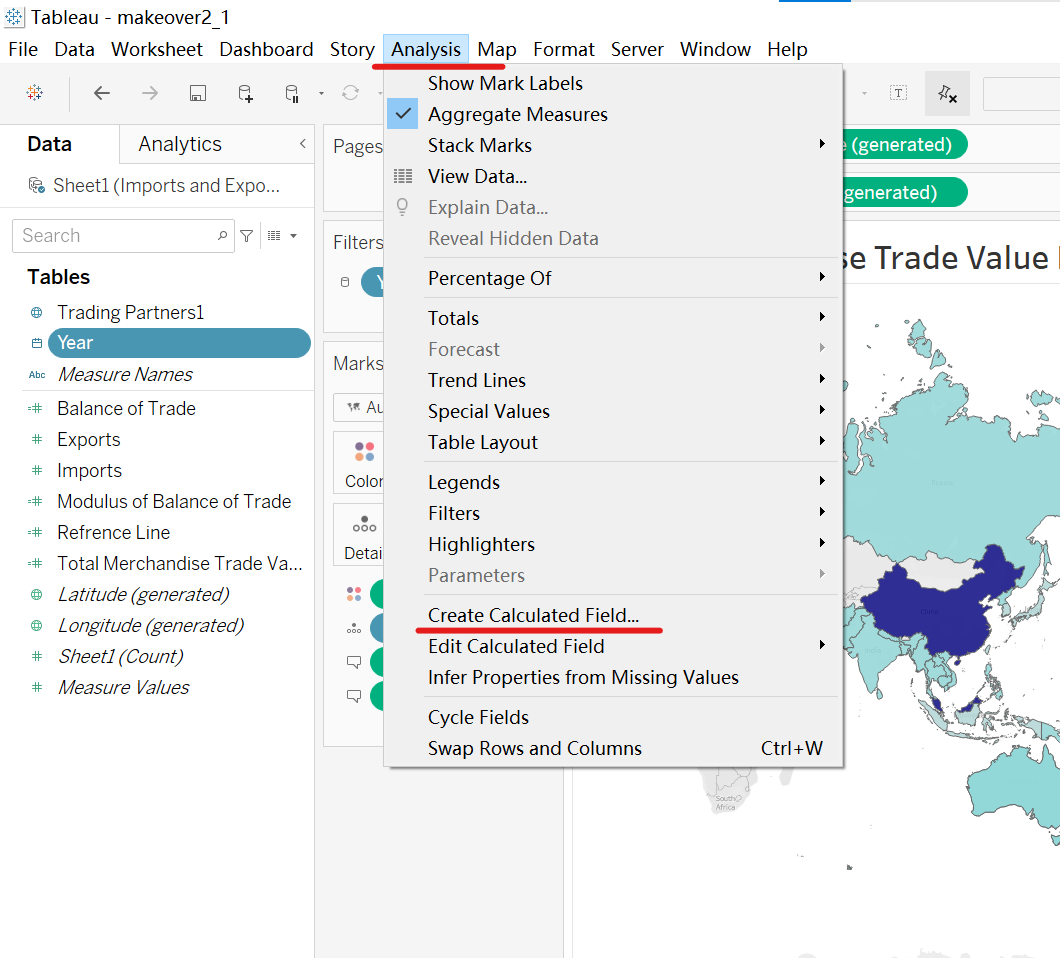 Tableau - makeover2_1
File Data Worksheet Dashboard Story Analysis Map Format Server Window Help
Data Analytics
Sheet1 (Imports and Expo...
Search
Tables
Trading Partners1
Year
Abc Measure Names
Balance of Trade
Exports
Imports
Modulus of Balance of Trade
Refrence Line
Total Merchandise Trade Va...
Latitude (generated)
Longitude (generated)
Sheet1 (Count)
Measure Values
Pages
Filters
Y
Marks
Au
Color
Detai
Show Mark Labels
Aggregate Measures
Stack Marks
View Data...
Explain Data...
Reveal Hidden Data
Percentage Of
Totals
Forecast
Trend Lines
Special Values
Table Layout
Legends
Filters
Highlighters
Parameters
Create Calculated Field...
Edit Calculated Field
Infer Properties from Missing Values
Cycle Fields
Swap Rows and Columns Ctrl+W
T
e (generated)
generated)
se Trade Value
China
South
Africa